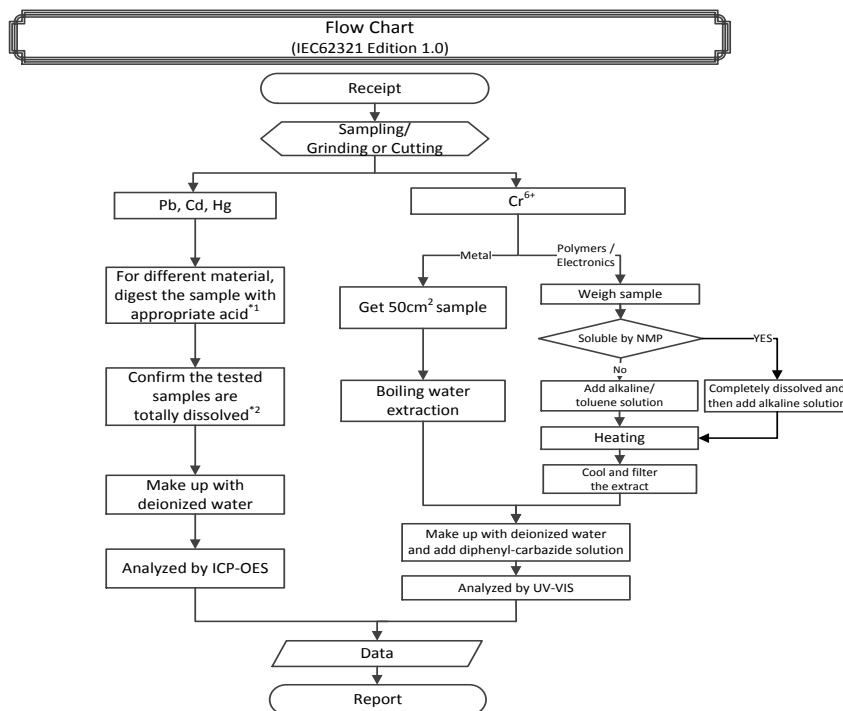 Flow Chart
(IEC62321 Edition 1.0)
Receipt
Sampling/
Grinding or Cutting
Pb, Cd, Hg
Cr6+
Metal
Polymers /
Electronics
For different material,
digest the sample with
appropriate acid*1
Get 50cm2 sample
Weigh sample
Soluble by NMP
YES
No
Confirm the tested
samples are
totally dissolved*2
Boiling water
extraction
Add alkaline/
toluene solution
Completely dissolved and
then add alkaline solution
Heating
Cool and filter
the extract
Make up with
deionized water
Make up with deionized water
and add diphenyl-carbazide solution
Analyzed by ICP-OES
Analyzed by UV-VIS
Data
Report